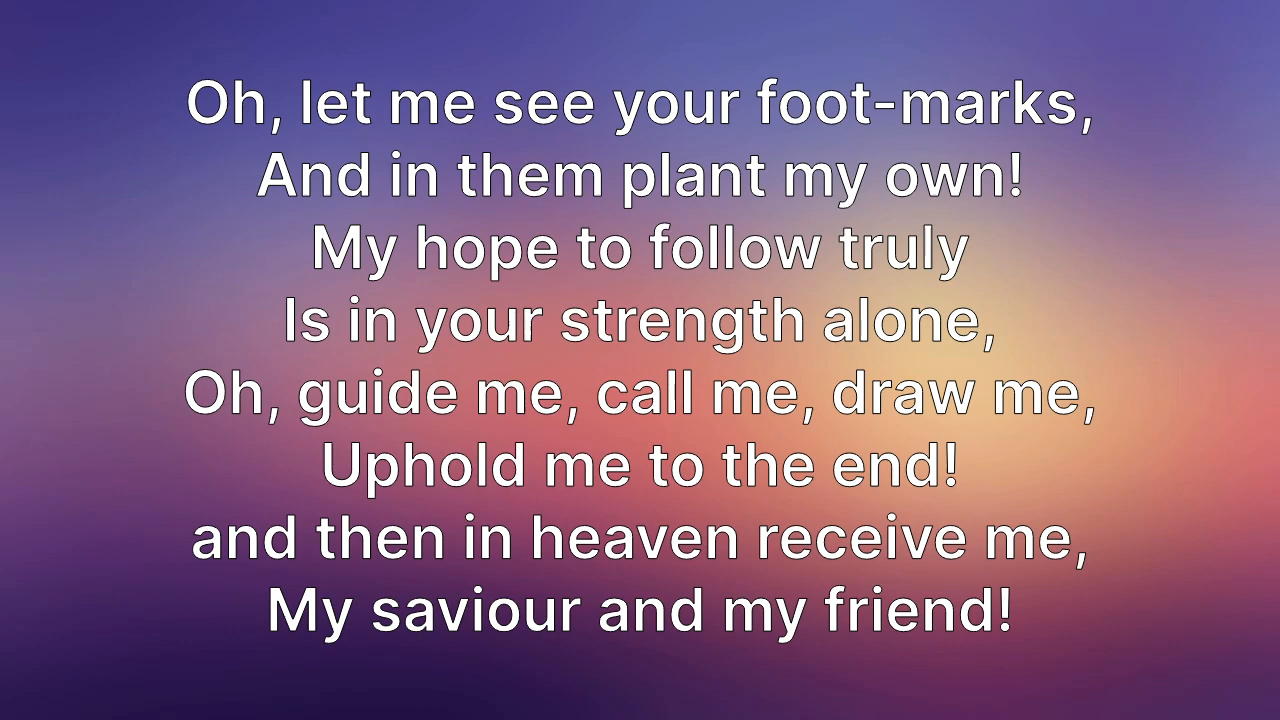 Oh, let me see your foot-marks,
And in them plant my own!
My hope to follow truly
Is in your strength alone,
Oh, guide me, call me, draw me,
Uphold me to the end!
and then in heaven receive me,
My saviour and my friend!